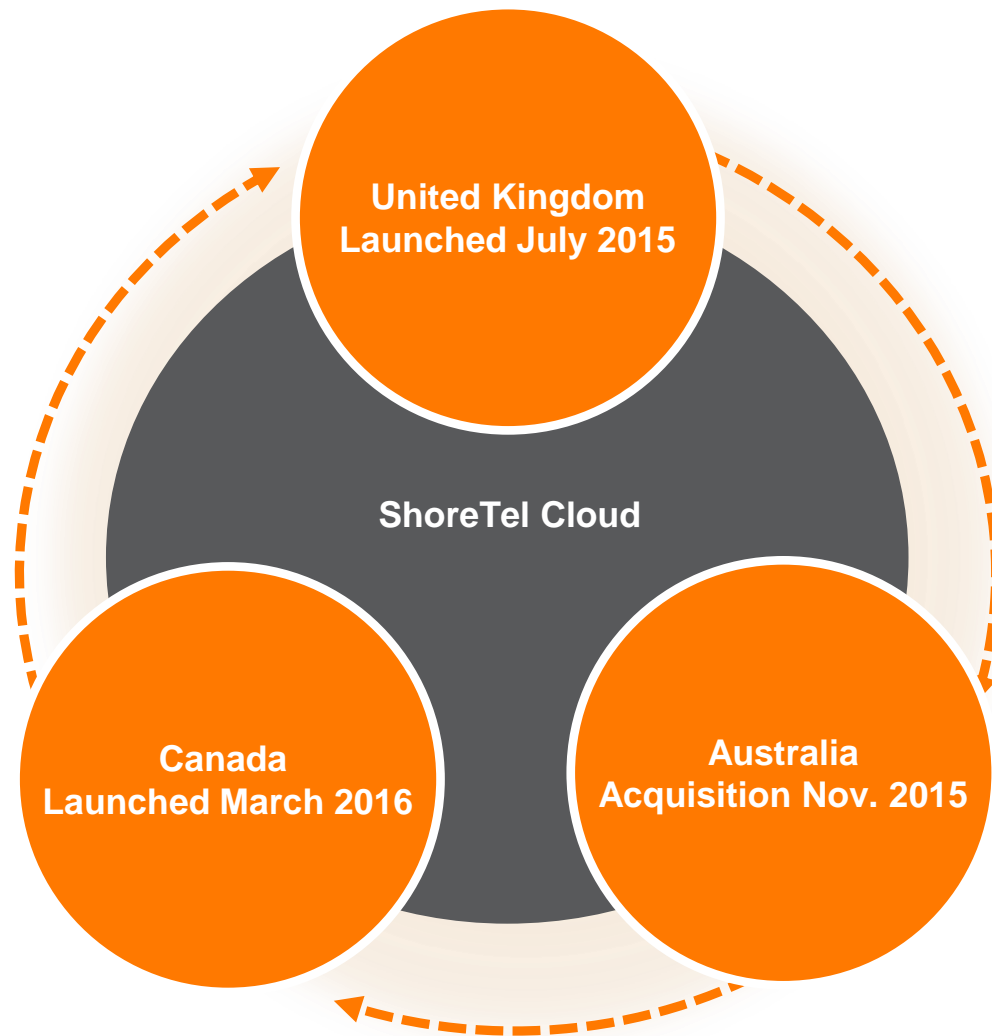 United Kingdom
Launched July 2015
ShoreTel Cloud
Canada
Launched March 2016
Australia
Acquisition Nov. 2015